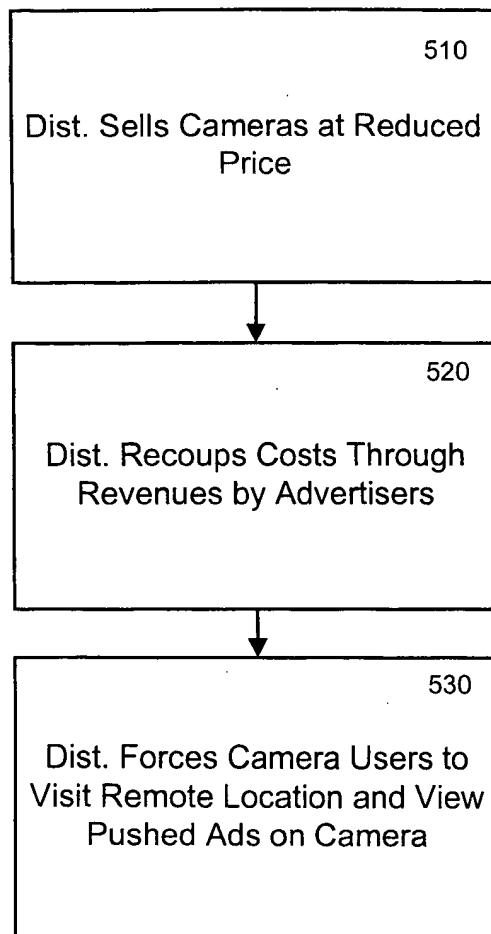 510
Dist. Sells Cameras at Reduced
Price
520
Dist. Recoups Costs Through
Revenues by Advertisers
530
Dist. Forces Camera Users to
Visit Remote Location and View
Pushed Ads on Camera